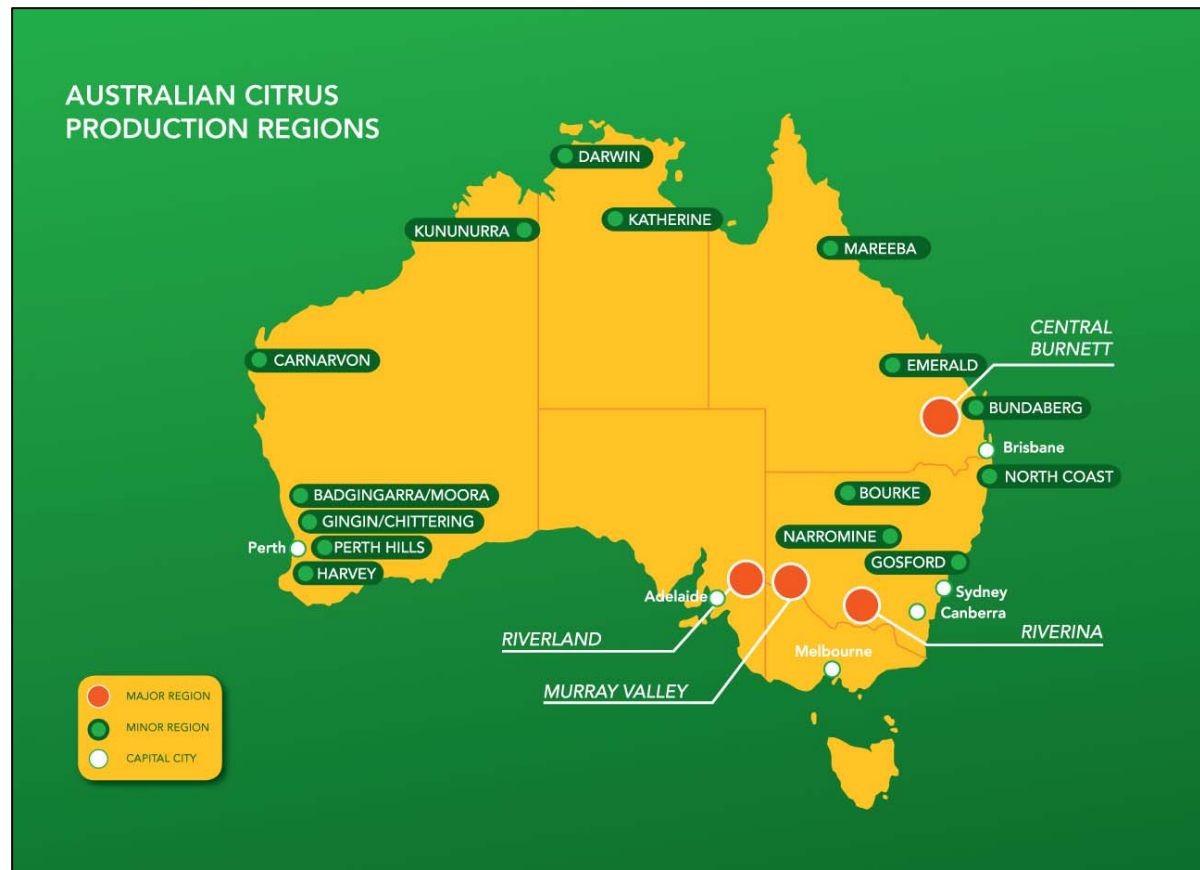 AUSTRALIAN CITRUS
PRODUCTION REGIONS
DARWIN
KATHERINE
KUNUNURRA
MAREEBA
CENTRAL
BURNETT
CARNARVON
EMERALD
BUNDABERG
Brisbane
NORTH COAST
BADGINGARRA/MOORA
BOURKE
GINGIN/CHITTERING
NARROMINE
Perth
PERTH HILLS
GOSFORD
HARVEY
Adelaide
Sydney
Canberra
RIVERLAND
RIVERINA
Melbourne
MURRAY VALLEY
MAJOR REGION
MINOR REGION
CAPITAL CITY